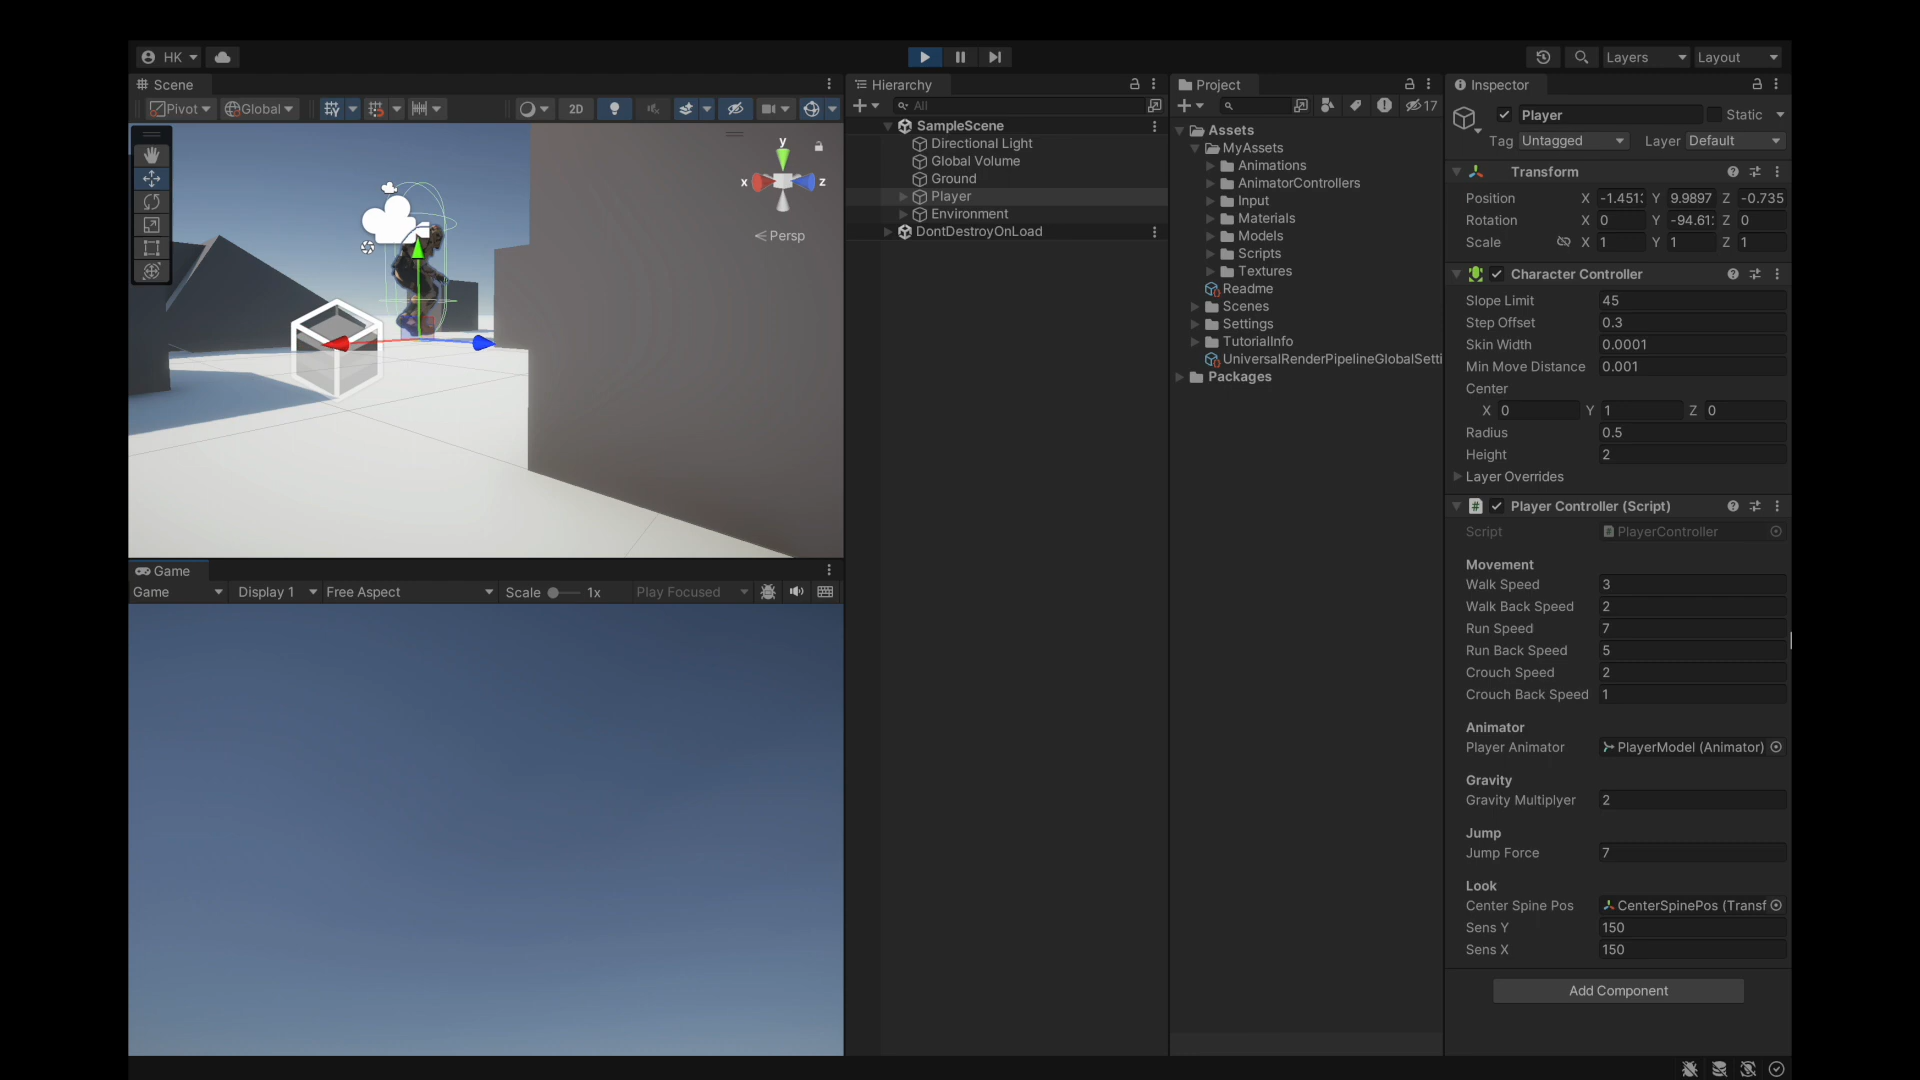 HK
Layers
Layout
Scene
Pivot
Global
2D
y
x
z
Persp
Game
Game
Display 1
Free Aspect
Scale
1x
Play Focused
Hierarchy
All
SampleScene
Directional Light
Global Volume
Ground
Player
Environment
DontDestroyOnLoad
Project
17
Assets
MyAssets
Animations
AnimatorControllers
Input
Materials
Models
Scripts
Textures
Readme
Scenes
Settings
TutorialInfo
UniversalRenderPipelineGlobalSetti
Packages
Inspector
Player
Static
Tag Untagged Layer Default
Transform
Position X -1.451 Y 9.9897 Z -0.735
Rotation X 0 Y -94.61 Z 0
Scale X 1 Y 1 Z 1
Character Controller
Slope Limit 45
Step Offset 0.3
Skin Width 0.0001
Min Move Distance 0.001
Center
X 0 Y 1 Z 0
Radius 0.5
Height 2
Layer Overrides
# Player Controller (Script)
Script # PlayerController
Movement
Walk Speed 3
Walk Back Speed 2
Run Speed 7
Run Back Speed 5
Crouch Speed 2
Crouch Back Speed 1
Animator
Player Animator PlayerModel (Animator)
Gravity
Gravity Multiplyer 2
Jump
Jump Force 7
Look
Center Spine Pos CenterSpinePos (Transf
Sens Y 150
Sens X 150
Add Component